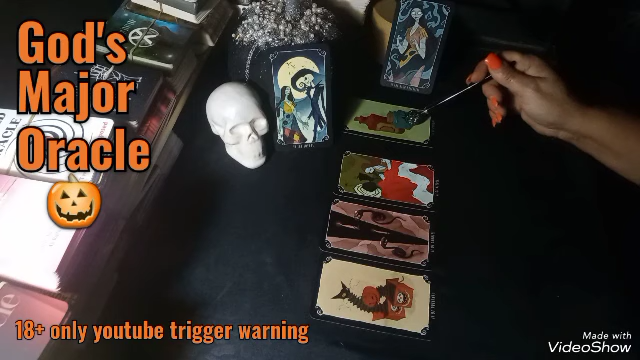 God's
Major
Oracle
18+ only youtube trigger warning
Made with
VideoShow